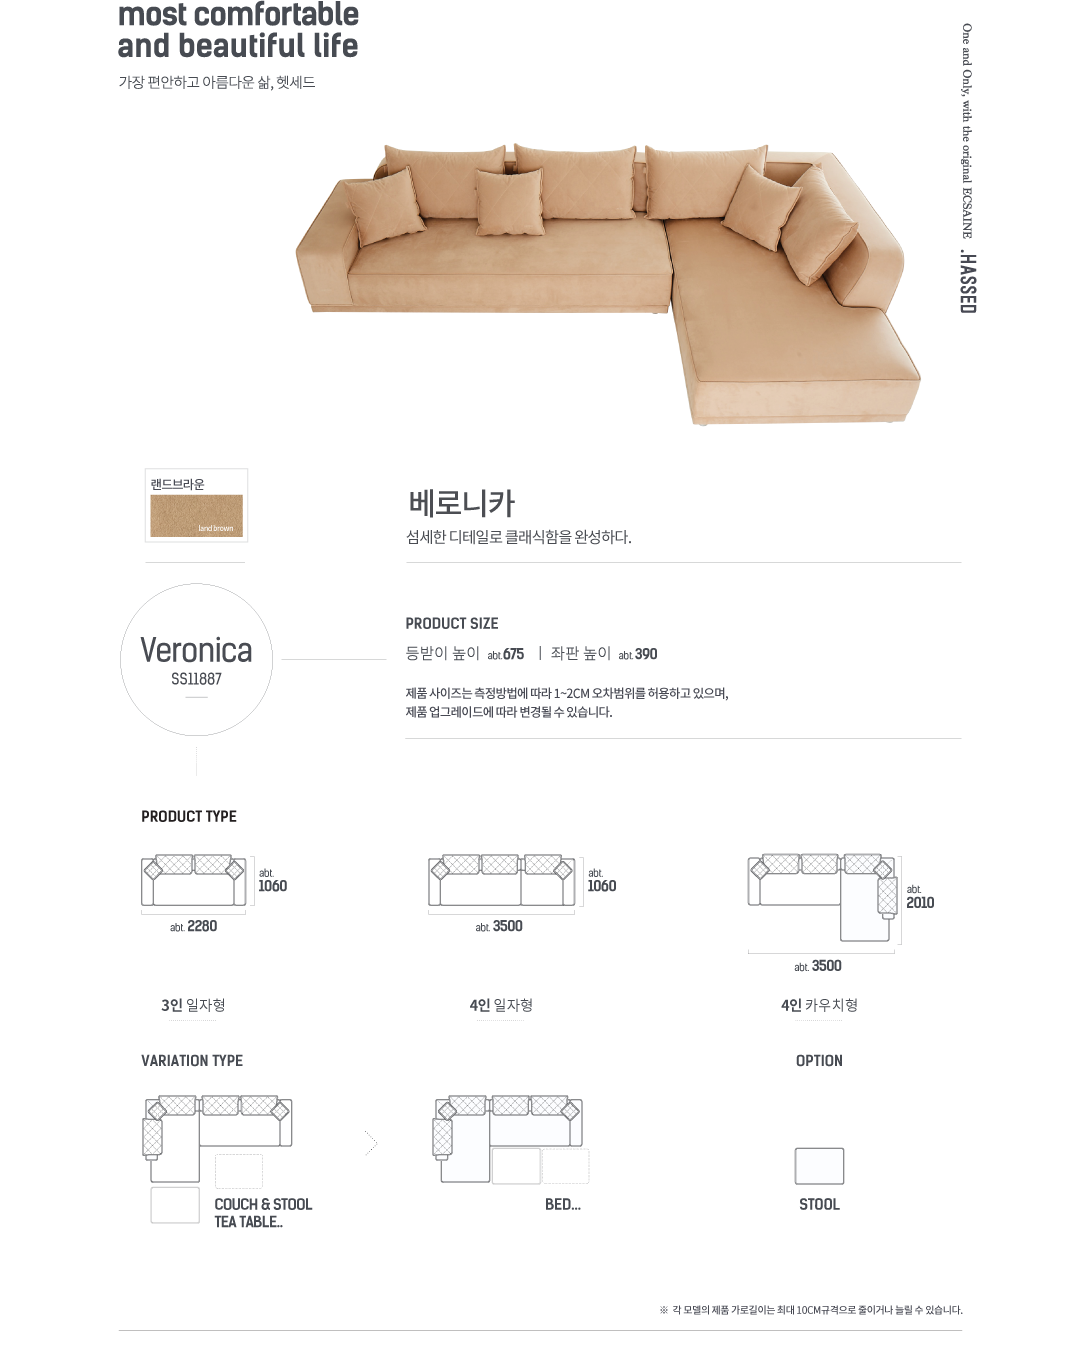 most comfortable
and beautiful life
가장 편안하고 아름다운 삶, 헷세드
One and Only, with the original ECSAINE .HASSED
랜드브라운
land brown
베로니카
섬세한 디테일로 클래식함을 완성하다.
Veronica
SS11887
PRODUCT SIZE
등받이 높이 abt.675 | 좌판 높이 abt.390
제품 사이즈는 측정방법에 따라 1~2CM 오차범위를 허용하고 있으며,
제품 업그레이드에 따라 변경될 수 있습니다.
PRODUCT TYPE
abt.
1060
abt. 2280
abt.
1060
abt. 3500
abt.
2010
abt. 3500
3인 일자형
4인 일자형
4인 카우치형
VARIATION TYPE
OPTION
COUCH & STOOL
TEA TABLE..
BED...
STOOL
※ 각 모델의 제품 가로길이는 최대 10CM규격으로 줄이거나 늘릴 수 있습니다.